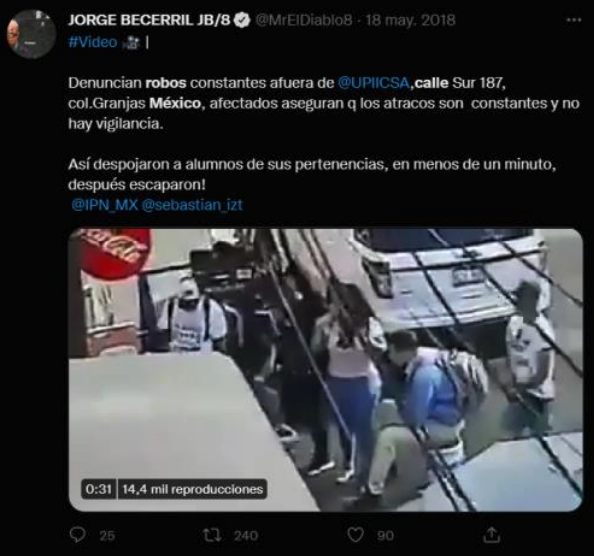 JORGE BECERRIL JB/8 @MrElDiablo8 · 18 may. 2018
#Video |
Denuncian robos constantes afuera de @UPIICSA,calle Sur 187,
col.Granjas México, afectados aseguran q los atracos son constantes y no
hay vigilancia.
Así despojaron a alumnos de sus pertenencias, en menos de un minuto,
después escaparon!
@IPN_MX @sebastian_izt
Coca-Cola
0:31 14,4 mil reproducciones
25 240 90